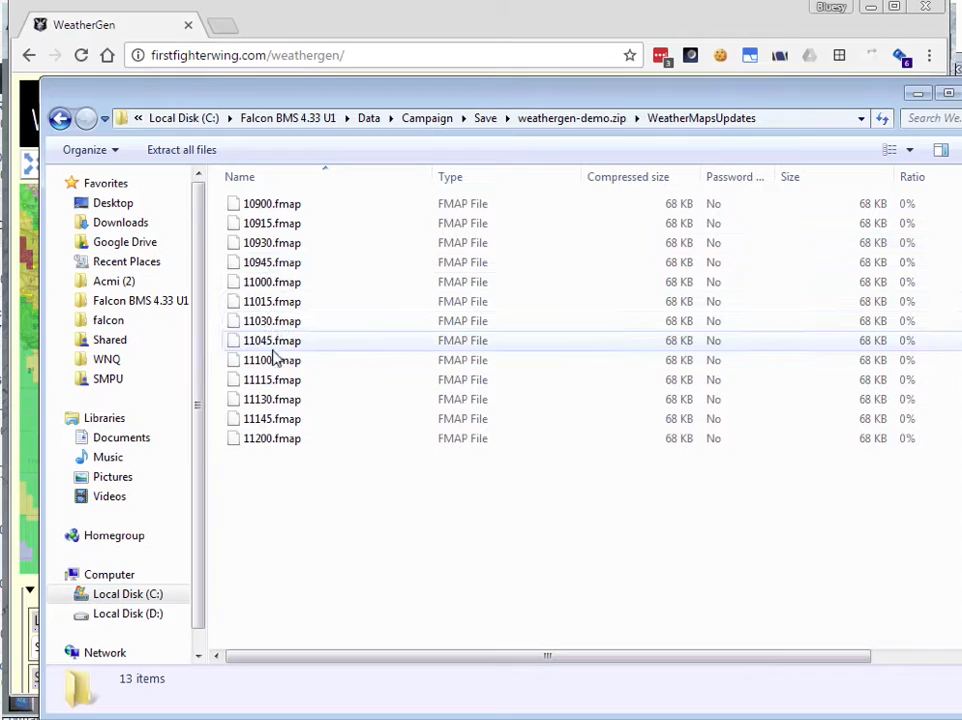 WeatherGen
Bluesy
firstfighterwing.com/weathergen/
3
6
« Local Disk (C:) Falcon BMS 4.33 U1 Data Campaign Save weathergen-demo.zip WeatherMapsUpdates
Search We...
Organize Extract all files
Name Type Compressed size Password ... Size Ratio
10900.fmap FMAP File 68 KB No 68 KB 0%
10915.fmap FMAP File 68 KB No 68 KB 0%
10930.fmap FMAP File 68 KB No 68 KB 0%
10945.fmap FMAP File 68 KB No 68 KB 0%
11000.fmap FMAP File 68 KB No 68 KB 0%
11015.fmap FMAP File 68 KB No 68 KB 0%
11030.fmap FMAP File 68 KB No 68 KB 0%
11045.fmap FMAP File 68 KB No 68 KB 0%
11100.fmap FMAP File 68 KB No 68 KB 0%
11115.fmap FMAP File 68 KB No 68 KB 0%
11130.fmap FMAP File 68 KB No 68 KB 0%
11145.fmap FMAP File 68 KB No 68 KB 0%
11200.fmap FMAP File 68 KB No 68 KB 0%
Favorites
Desktop
Downloads
Google Drive
Recent Places
Acmi (2)
Falcon BMS 4.33 U1
falcon
Shared
WNQ
SMPU
Libraries
Documents
Music
Pictures
Videos
Homegroup
Computer
Local Disk (C:)
Local Disk (D:)
Network
13 items